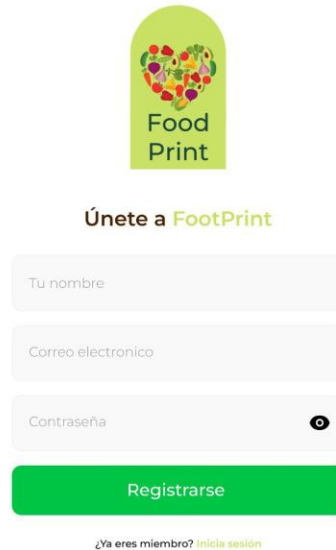 Food
Print
Únete a FootPrint
Tu nombre
Correo electronico
Contraseña
Registrarse
¿Ya eres miembro? Inicia sesión